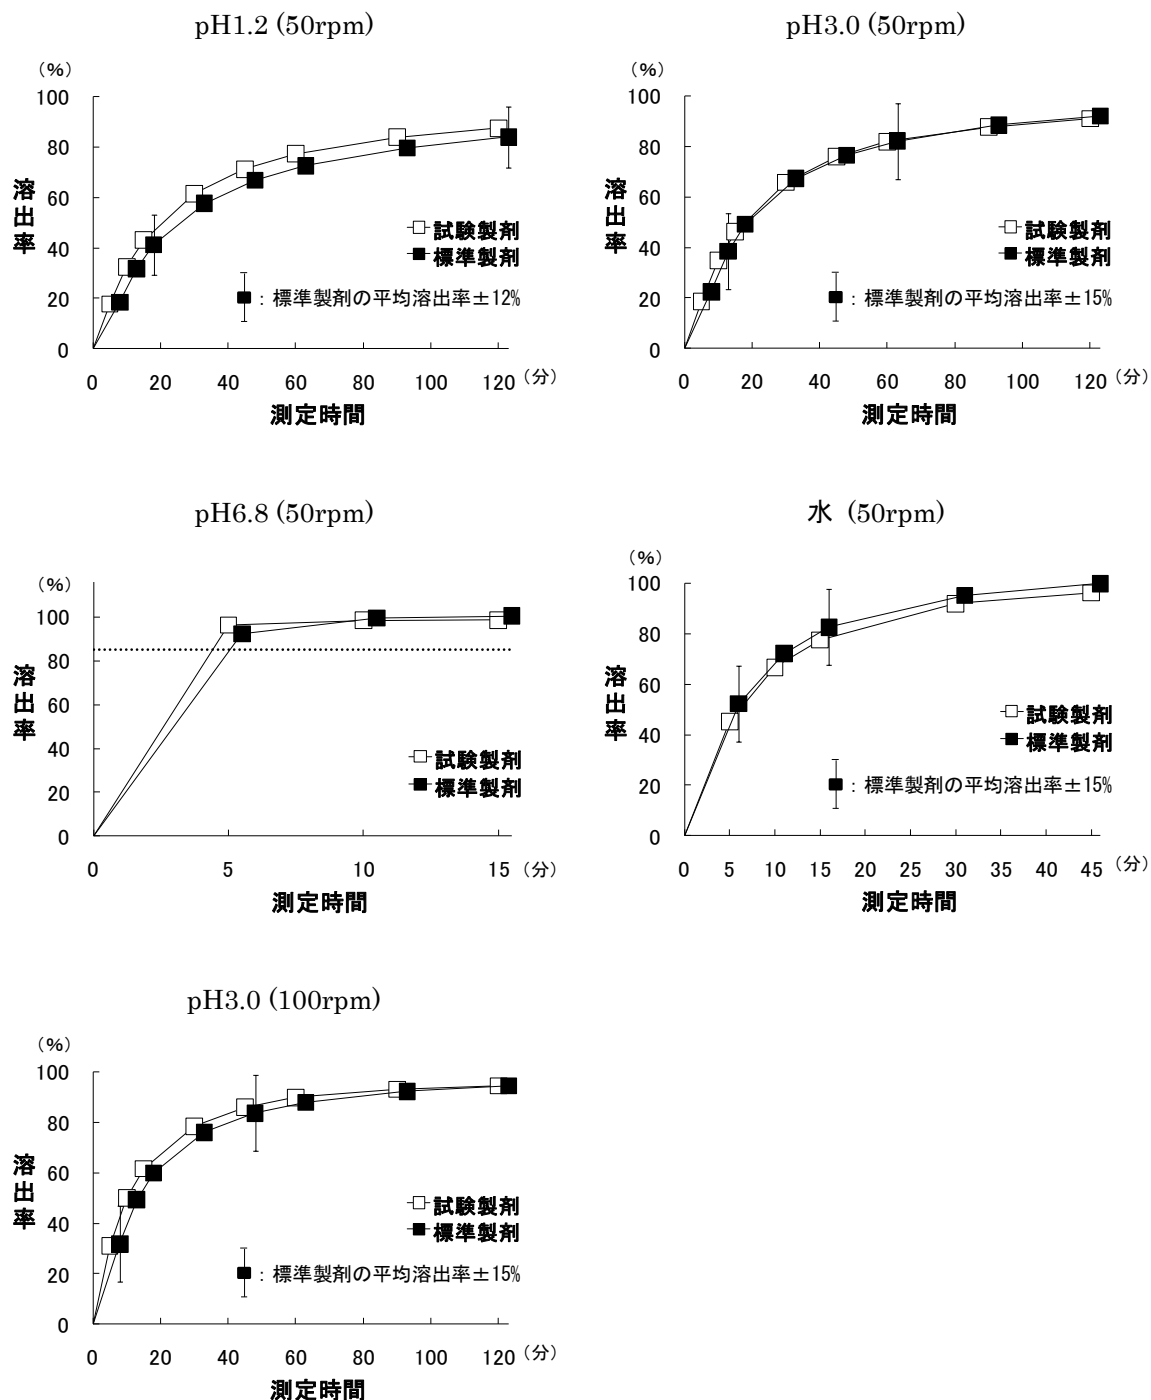 pH1.2 (50rpm)
(%)
100
80
60
40
20
0
溶出率
試験製剤
標準製剤
: 標準製剤の平均溶出率±12%
0 20 40 60 80 100 120 (分)
測定時間
pH3.0 (50rpm)
(%)
100
80
60
40
20
0
溶出率
試験製剤
標準製剤
: 標準製剤の平均溶出率±15%
0 20 40 60 80 100 120 (分)
測定時間
pH6.8 (50rpm)
(%)
100
80
60
40
20
0
溶出率
試験製剤
標準製剤
0 5 10 15 (分)
測定時間
水 (50rpm)
(%)
100
80
60
40
20
0
溶出率
試験製剤
標準製剤
: 標準製剤の平均溶出率±15%
0 5 10 15 20 25 30 35 40 45 (分)
測定時間
pH3.0 (100rpm)
(%)
100
80
60
40
20
0
溶出率
試験製剤
標準製剤
: 標準製剤の平均溶出率±15%
0 20 40 60 80 100 120 (分)
測定時間